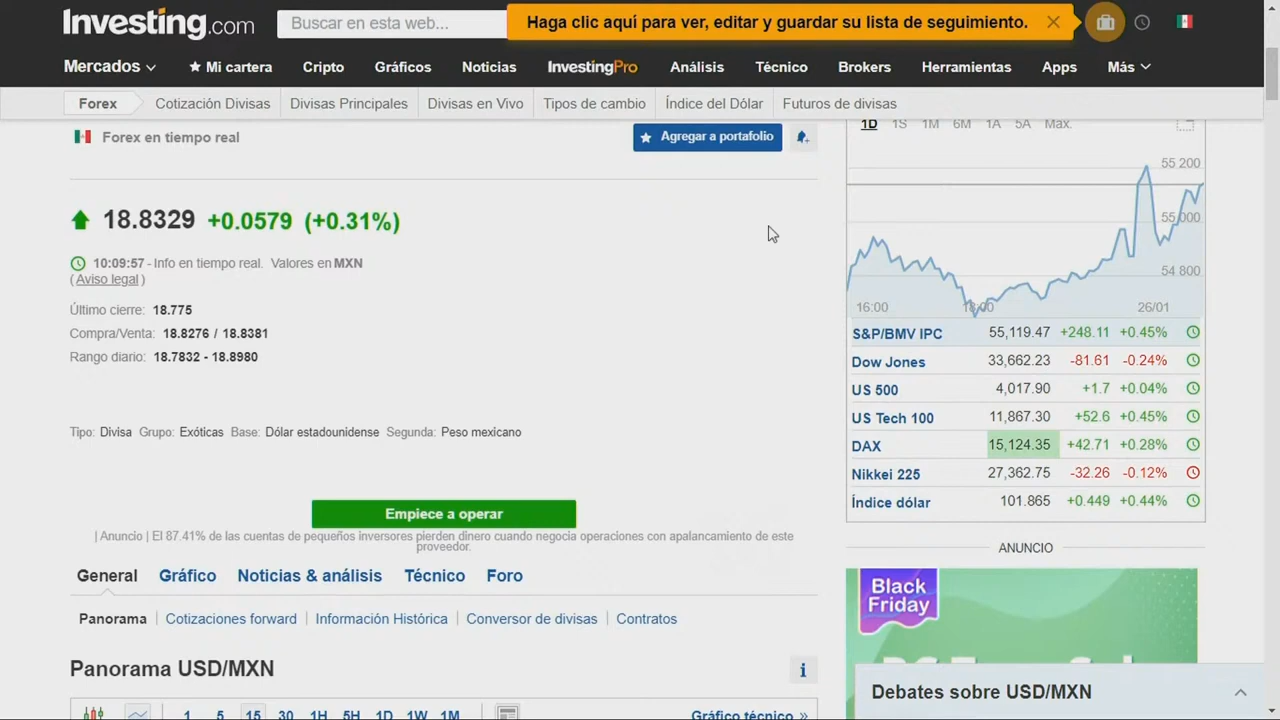 Investing.com
Buscar en esta web...
Haga clic aquí para ver, editar y guardar su lista de seguimiento.
Mercados
Mi cartera
Cripto
Gráficos
Noticias
InvestingPro
Análisis
Técnico
Brokers
Herramientas
Apps
Más
Forex
Cotización Divisas
Divisas Principales
Divisas en Vivo
Tipos de cambio
Índice del Dólar
Futuros de divisas
Forex en tiempo real
Agregar a portafolio
18.8329 +0.0579 (+0.31%)
10:09:57 - Info en tiempo real. Valores en MXN
( Aviso legal )
Último cierre: 18.775
Compra/Venta: 18.8276 / 18.8381
Rango diario: 18.7832 - 18.8980
Tipo: Divisa Grupo: Exóticas Base: Dólar estadounidense Segunda: Peso mexicano
Empiece a operar
| Anuncio | El 87.41% de las cuentas de pequeños inversores pierden dinero cuando negocia operaciones con apalancamiento de este
proveedor.
General
Gráfico
Noticias & análisis
Técnico
Foro
Panorama
Cotizaciones forward
Información Histórica
Conversor de divisas
Contratos
Panorama USD/MXN
i
1 5 15 30 1H 5H 1D 1W 1M
Gráfico técnico »
1D 1S 1M 6M 1A 5A Max.
55 200
55 000
54 800
16:00 18:00 26/01
S&P/BMV IPC 55,119.47 +248.11 +0.45%
Dow Jones 33,662.23 -81.61 -0.24%
US 500 4,017.90 +1.7 +0.04%
US Tech 100 11,867.30 +52.6 +0.45%
DAX 15,124.35 +42.71 +0.28%
Nikkei 225 27,362.75 -32.26 -0.12%
Índice dólar 101.865 +0.449 +0.44%
ANUNCIO
Black
Friday
Debates sobre USD/MXN